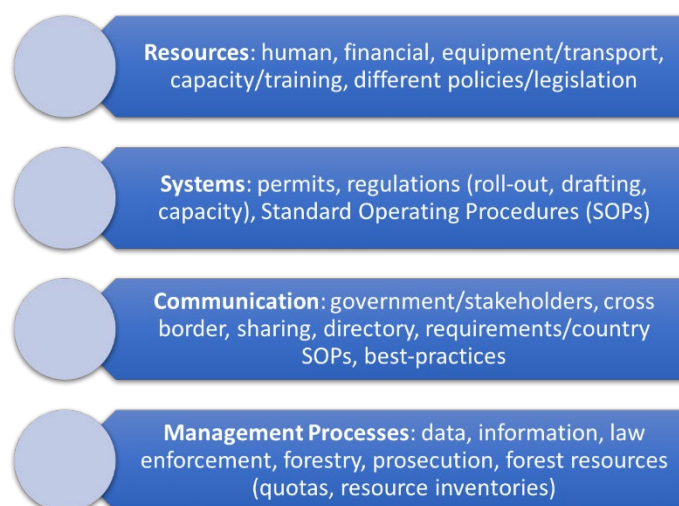 Resources: human, financial, equipment/transport,
capacity/training, different policies/legislation
Systems: permits, regulations (roll-out, drafting,
capacity), Standard Operating Procedures (SOPs)
Communication: government/stakeholders, cross
border, sharing, directory, requirements/country
SOPs, best-practices
Management Processes: data, information, law
enforcement, forestry, prosecution, forest resources
(quotas, resource inventories)